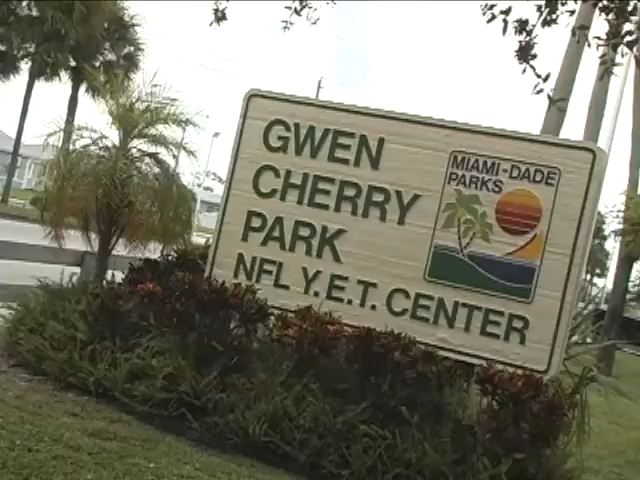 GWEN
CHERRY
PARK
NFL Y.E.T. CENTER
MIAMI-DADE
PARKS